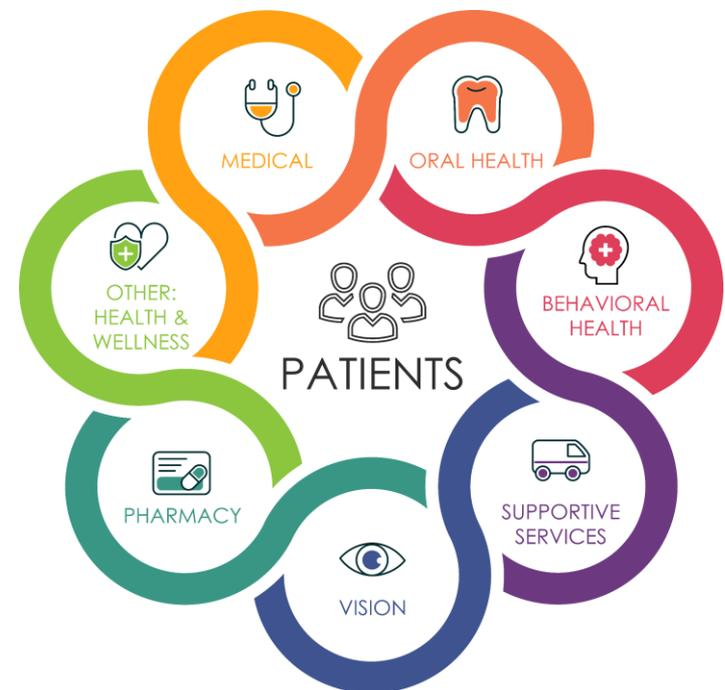 MEDICAL
ORAL HEALTH
OTHER:
HEALTH &
WELLNESS
BEHAVIORAL
HEALTH
PATIENTS
PHARMACY
SUPPORTIVE
SERVICES
VISION